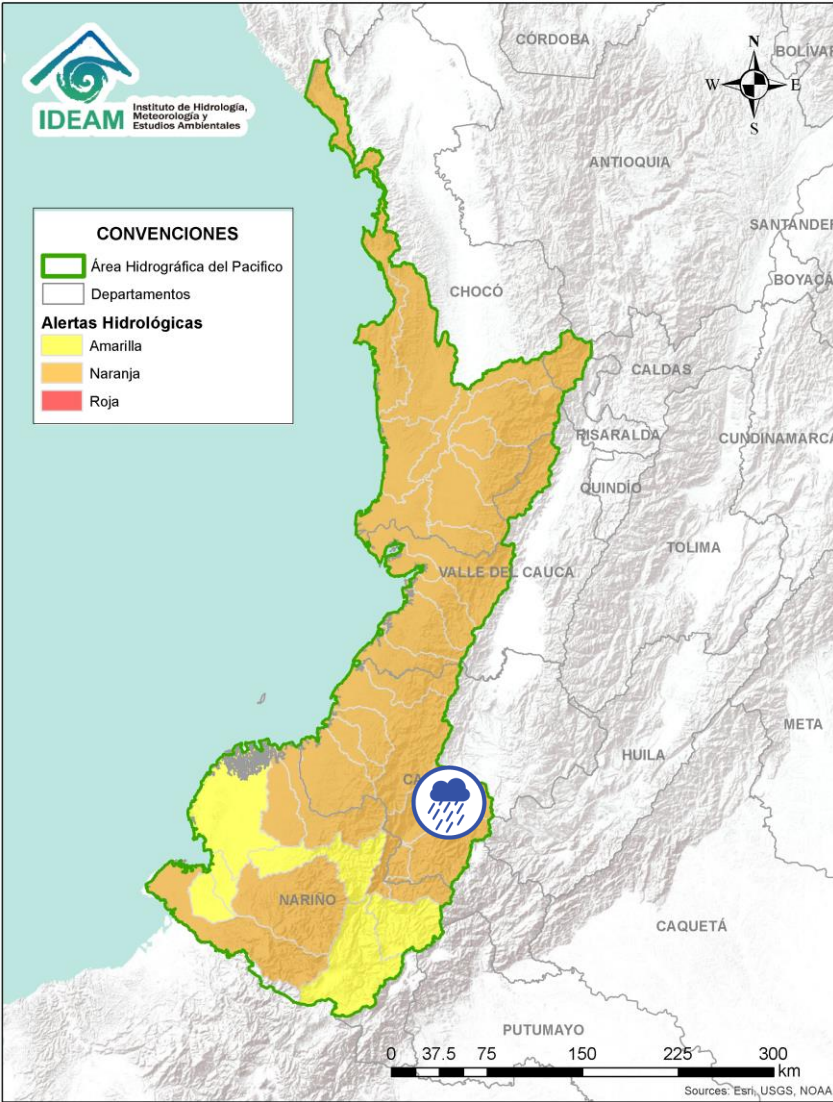 IDEAM
Instituto de Hidrología,
Meteorología y
Estudios Ambientales
N
W E
S
CÓRDOBA
BOLÍVAR
ANTIOQUIA
SANTANDER
BOYACÁ
CHOCÓ
CALDAS
RISARALDA
CUNDINAMARCA
QUINDÍO
TOLIMA
VALLE DEL CAUCA
META
HUILA
CA
NARIÑO
CAQUETÁ
PUTUMAYO
CONVENCIONES
Área Hidrográfica del Pacifico
Departamentos
Alertas Hidrológicas
Amarilla
Naranja
Roja
0 37.5 75 150 225 300
km
Sources: Esri, USGS, NOAA